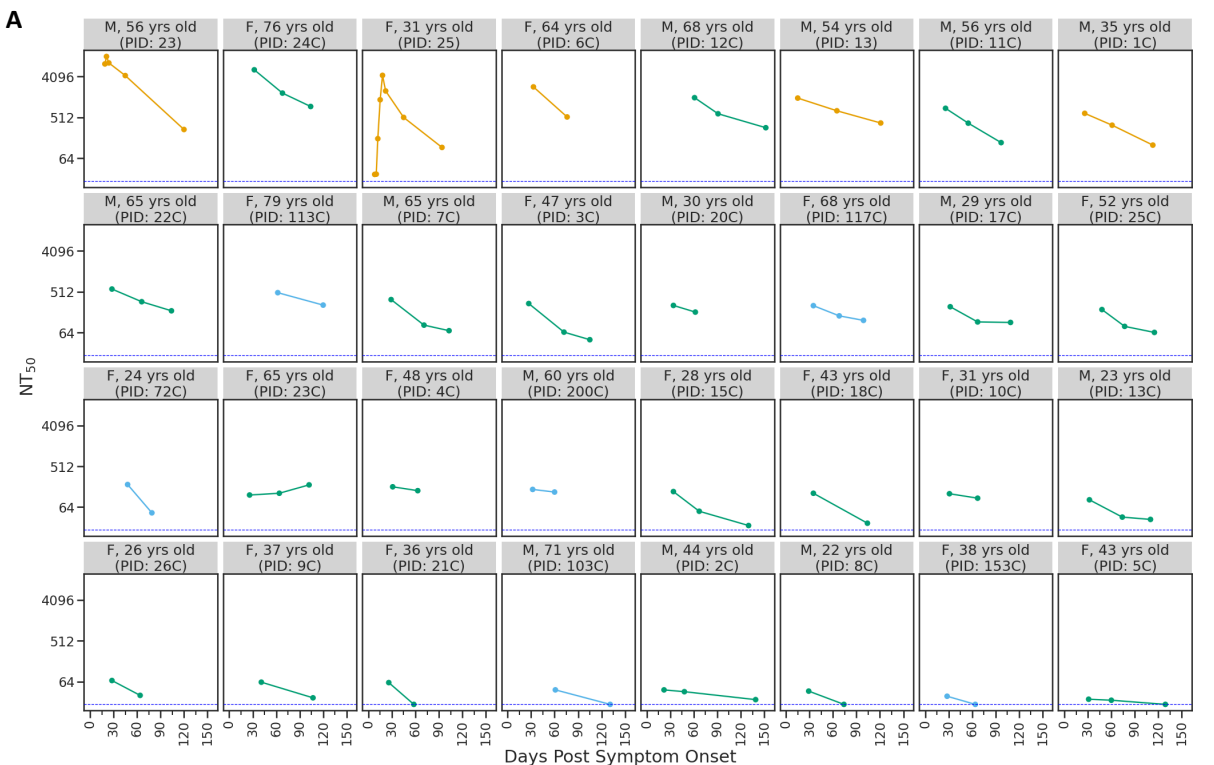 A
M, 56 yrs old
(PID: 23)
F, 76 yrs old
(PID: 24C)
F, 31 yrs old
(PID: 25)
F, 64 yrs old
(PID: 6C)
M, 68 yrs old
(PID: 12C)
M, 54 yrs old
(PID: 13)
M, 56 yrs old
(PID: 11C)
M, 35 yrs old
(PID: 1C)
4096
512
64
M, 65 yrs old
(PID: 22C)
F, 79 yrs old
(PID: 113C)
M, 65 yrs old
(PID: 7C)
F, 47 yrs old
(PID: 3C)
M, 30 yrs old
(PID: 20C)
F, 68 yrs old
(PID: 117C)
M, 29 yrs old
(PID: 17C)
F, 52 yrs old
(PID: 25C)
4096
512
64
NT50
F, 24 yrs old
(PID: 72C)
F, 65 yrs old
(PID: 23C)
F, 48 yrs old
(PID: 4C)
M, 60 yrs old
(PID: 200C)
F, 28 yrs old
(PID: 15C)
F, 43 yrs old
(PID: 18C)
F, 31 yrs old
(PID: 10C)
M, 23 yrs old
(PID: 13C)
4096
512
64
F, 26 yrs old
(PID: 26C)
F, 37 yrs old
(PID: 9C)
F, 36 yrs old
(PID: 21C)
M, 71 yrs old
(PID: 103C)
M, 44 yrs old
(PID: 2C)
M, 22 yrs old
(PID: 8C)
F, 38 yrs old
(PID: 153C)
F, 43 yrs old
(PID: 5C)
4096
512
64
0 30 60 90 120 150
0 30 60 90 120 150
0 30 60 90 120 150
0 30 60 90 120 150
0 30 60 90 120 150
0 30 60 90 120 150
0 30 60 90 120 150
0 30 60 90 120 150
Days Post Symptom Onset